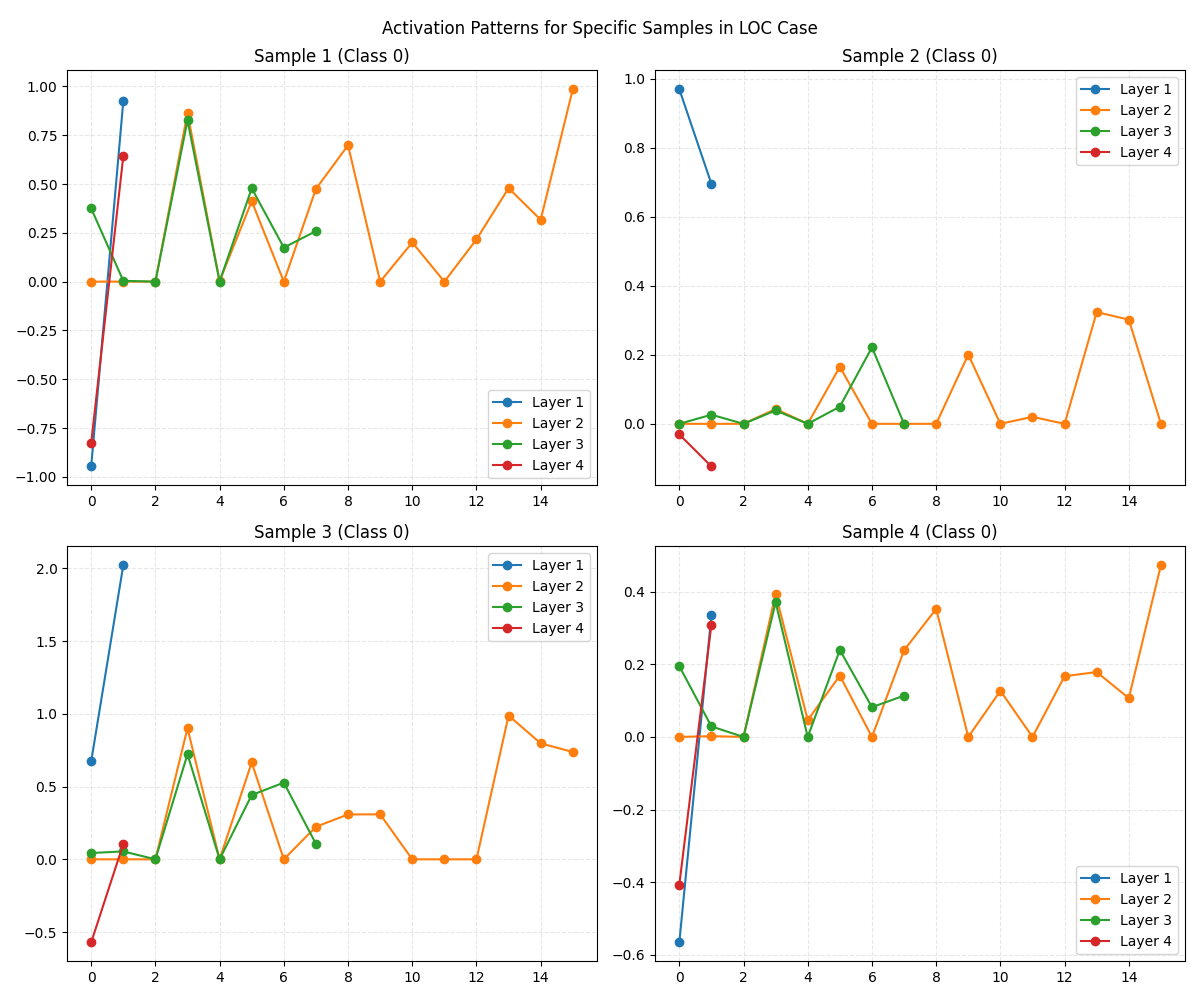 Activation Patterns for Specific Samples in LOC Case
Sample 1 (Class 0)
1.00
0.75
0.50
0.25
0.00
−0.25
−0.50
−0.75
−1.00
0 2 4 6 8 10 12 14
Layer 1
Layer 2
Layer 3
Layer 4
Sample 2 (Class 0)
1.0
0.8
0.6
0.4
0.2
0.0
0 2 4 6 8 10 12 14
Layer 1
Layer 2
Layer 3
Layer 4
Sample 3 (Class 0)
2.0
1.5
1.0
0.5
0.0
−0.5
0 2 4 6 8 10 12 14
Layer 1
Layer 2
Layer 3
Layer 4
Sample 4 (Class 0)
0.4
0.2
0.0
−0.2
−0.4
−0.6
0 2 4 6 8 10 12 14
Layer 1
Layer 2
Layer 3
Layer 4